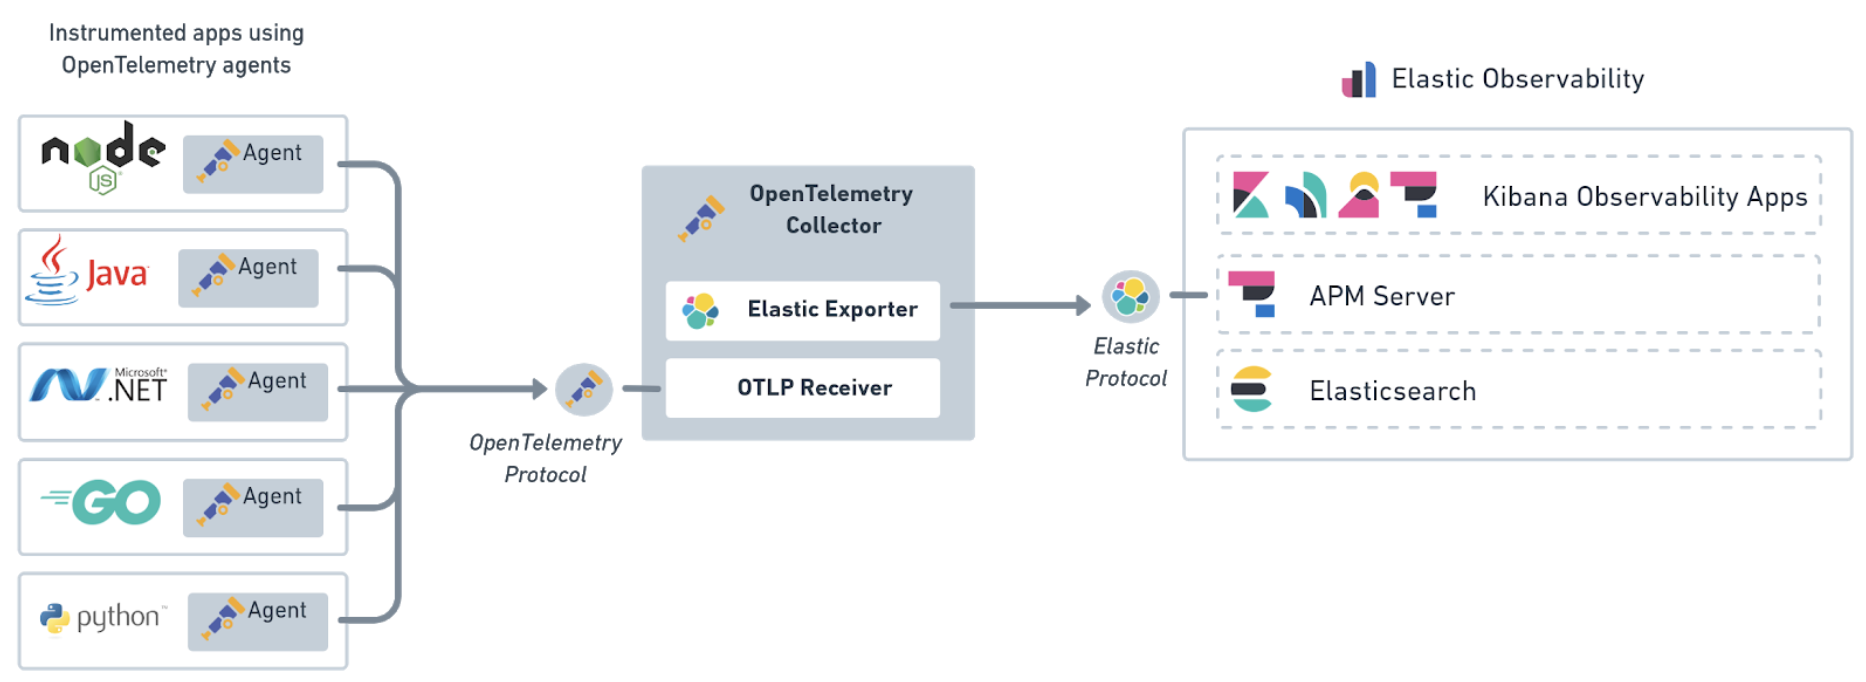 Instrumented apps using
OpenTelemetry agents
node
JS
Agent
Java
Agent
Microsoft
.NET
Agent
GO
Agent
python™
Agent
OpenTelemetry
Protocol
OpenTelemetry
Collector
Elastic Exporter
OTLP Receiver
Elastic
Protocol
Elastic Observability
Kibana Observability Apps
APM Server
Elasticsearch